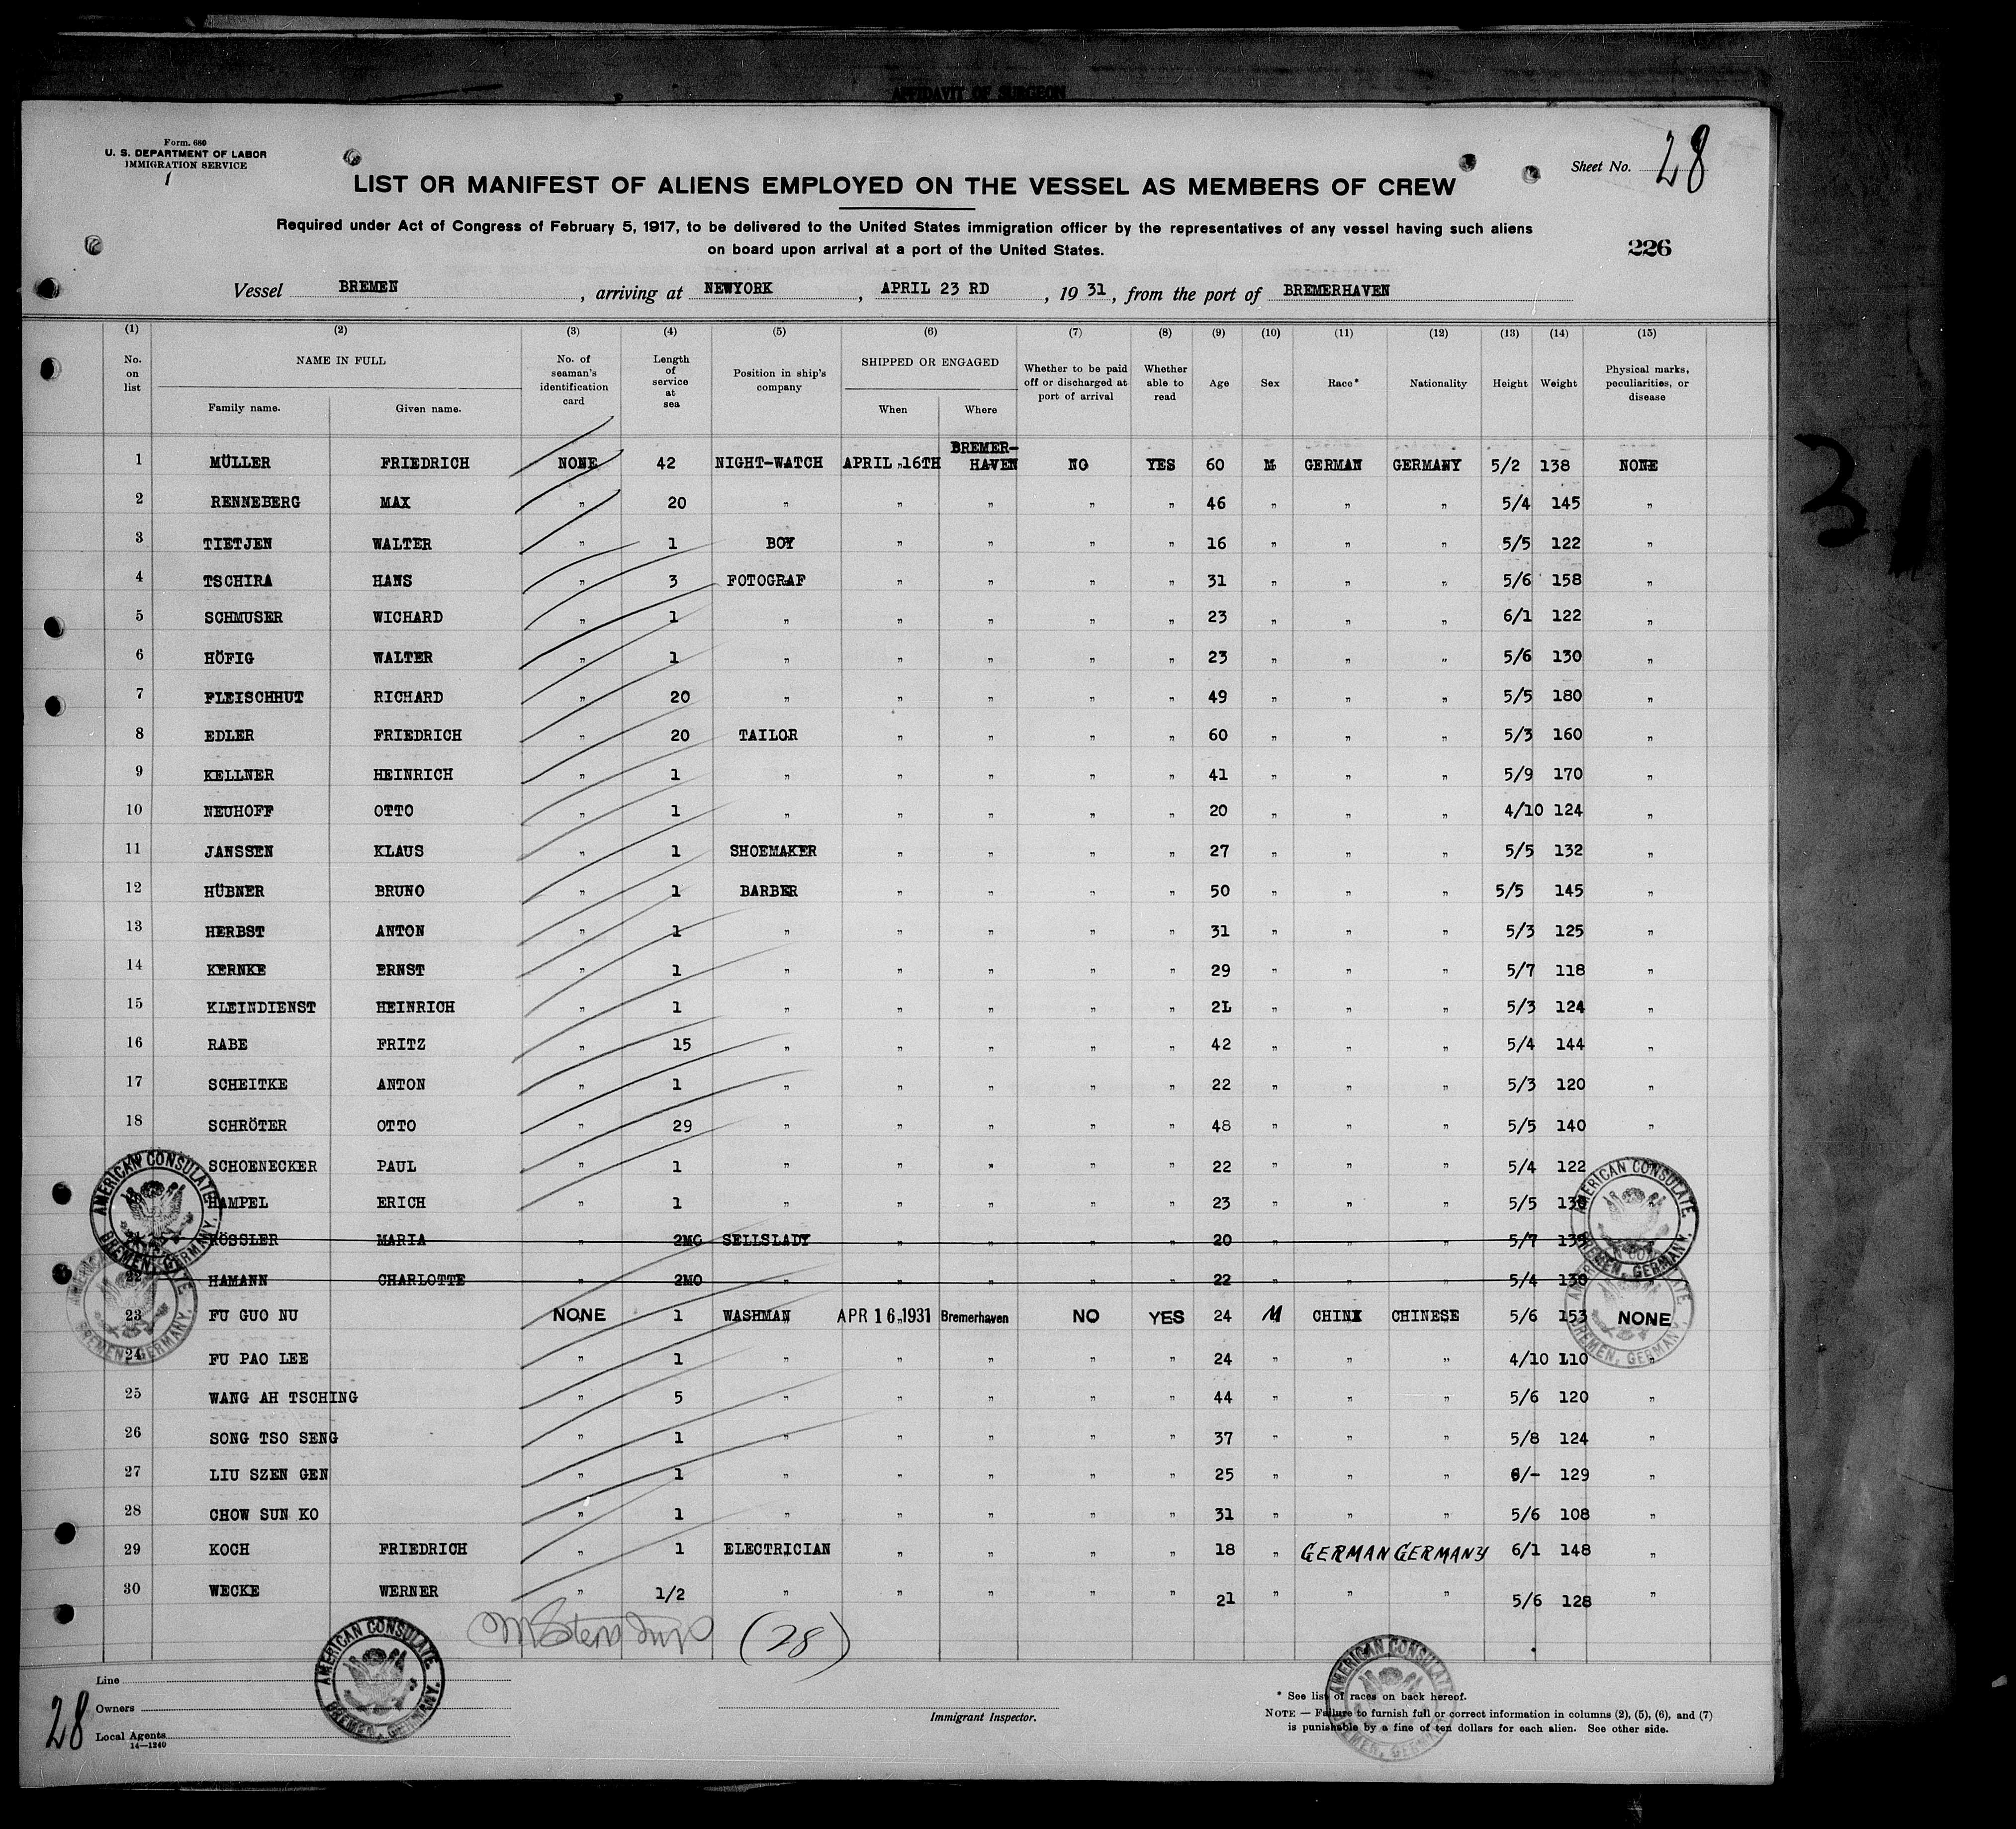 AFFIDAVIT OF SURGEON
Form. 680
U. S. DEPARTMENT OF LABOR
IMMIGRATION SERVICE
Sheet No. 28
LIST OR MANIFEST OF ALIENS EMPLOYED ON THE VESSEL AS MEMBERS OF CREW
Required under Act of Congress of February 5, 1917, to be delivered to the United States immigration officer by the representatives of any vessel having such aliens
on board upon arrival at a port of the United States.
226
Vessel BREMEN, arriving at NEWYORK, APRIL 23 RD, 19 31, from the port of BREMERHAVEN
(1) (2) (3) (4) (5) (6) (7) (8) (9) (10) (11) (12) (13) (14) (15)
No. on list NAME IN FULL Family name. Given name. No. of seaman's identification card Length of service at sea Position in ship's company SHIPPED OR ENGAGED When Where Whether to be paid off or discharged at port of arrival Whether able to read Age Sex Race* Nationality Height Weight Physical marks, peculiarities, or disease
1 MÜLLER FRIEDRICH NONE 42 NIGHT-WATCH APRIL 16TH BREMER-HAVEN NO YES 60 M GERMAN GERMANY 5/2 138 NONE
2 RENNEBERG MAX " 20 " " " " " 46 " " " 5/4 145 "
3 TIETJEN WALTER " 1 BOY " " " " 16 " " " 5/5 122 "
4 TSCHIRA HANS " 3 FOTOGRAF " " " " 31 " " " 5/6 158 "
5 SCHMUSER WICHARD " 1 " " " " " 23 " " " 6/1 122 "
6 HÖFIG WALTER " 1 " " " " " 23 " " " 5/6 130 "
7 FLEISCHHUT RICHARD " 20 " " " " " 49 " " " 5/5 180 "
8 EDLER FRIEDRICH " 20 TAILOR " " " " 60 " " " 5/3 160 "
9 KELLNER HEINRICH " 1 " " " " " 41 " " " 5/9 170 "
10 NEUHOFF OTTO " 1 " " " " " 20 " " " 4/10 124 "
11 JANSSEN KLAUS " 1 SHOEMAKER " " " " 27 " " " 5/5 132 "
12 HÜBNER BRUNO " 1 BARBER " " " " 50 " " " 5/5 145 "
13 HERBST ANTON " 1 " " " " " 31 " " " 5/3 125 "
14 KERNKE ERNST " 1 " " " " " 29 " " " 5/7 118 "
15 KLEINDIENST HEINRICH " 1 " " " " " 2L " " " 5/3 124 "
16 RABE FRITZ " 15 " " " " " 42 " " " 5/4 144 "
17 SCHEITKE ANTON " 1 " " " " " 22 " " " 5/3 120 "
18 SCHRÖTER OTTO " 29 " " " " " 48 " " " 5/5 140 "
SCHOENECKER PAUL " 1 " " " " " 22 " " " 5/4 122
HAMPEL ERICH " 1 " " " " " 23 " " " 5/5
RÖSSLER MARIA " 2MO SELLSLADY " " " " 20 " " " 5/7
22 HAMANN CHARLOTTE " 2MO " " " " " 22 " " " 5/4 130
23 FU GUO NU NONE 1 WASHMAN APR 16 1931 Bremerhaven NO YES 24 M CHINX CHINESE 5/6 153 NONE
24 FU PAO LEE " 1 " " " " " 24 " " " 4/10 110 "
25 WANG AH TSCHING " 5 " " " " " 44 " " " 5/6 120 "
26 SONG TSO SENG " 1 " " " " " 37 " " " 5/8 124 "
27 LIU SZEN GEN " 1 " " " " " 25 " " " 6/- 129 "
28 CHOW SUN KO " 1 " " " " " 31 " " " 5/6 108 "
29 KOCH FRIEDRICH " 1 ELECTRICIAN " " " " 18 " GERMAN GERMANY 6/1 148 "
30 WECKE WERNER " 1/2 " " " " " 21 " " " 5/6 128 "
(28)
AMERICAN CONSULATE
BREMEN, GERMANY.
AMERICAN CONSULATE
BREMEN, GERMANY.
AMERICAN CONSULATE
BREMEN, GERMANY.
AMERICAN CONSULATE
BREMEN, GERMANY.
Line
Owners
Local Agents
14-1240
28
Immigrant Inspector.
* See list of races on back hereof.
NOTE — Failure to furnish full or correct information in columns (2), (5), (6), and (7)
is punishable by a fine of ten dollars for each alien. See other side.
31